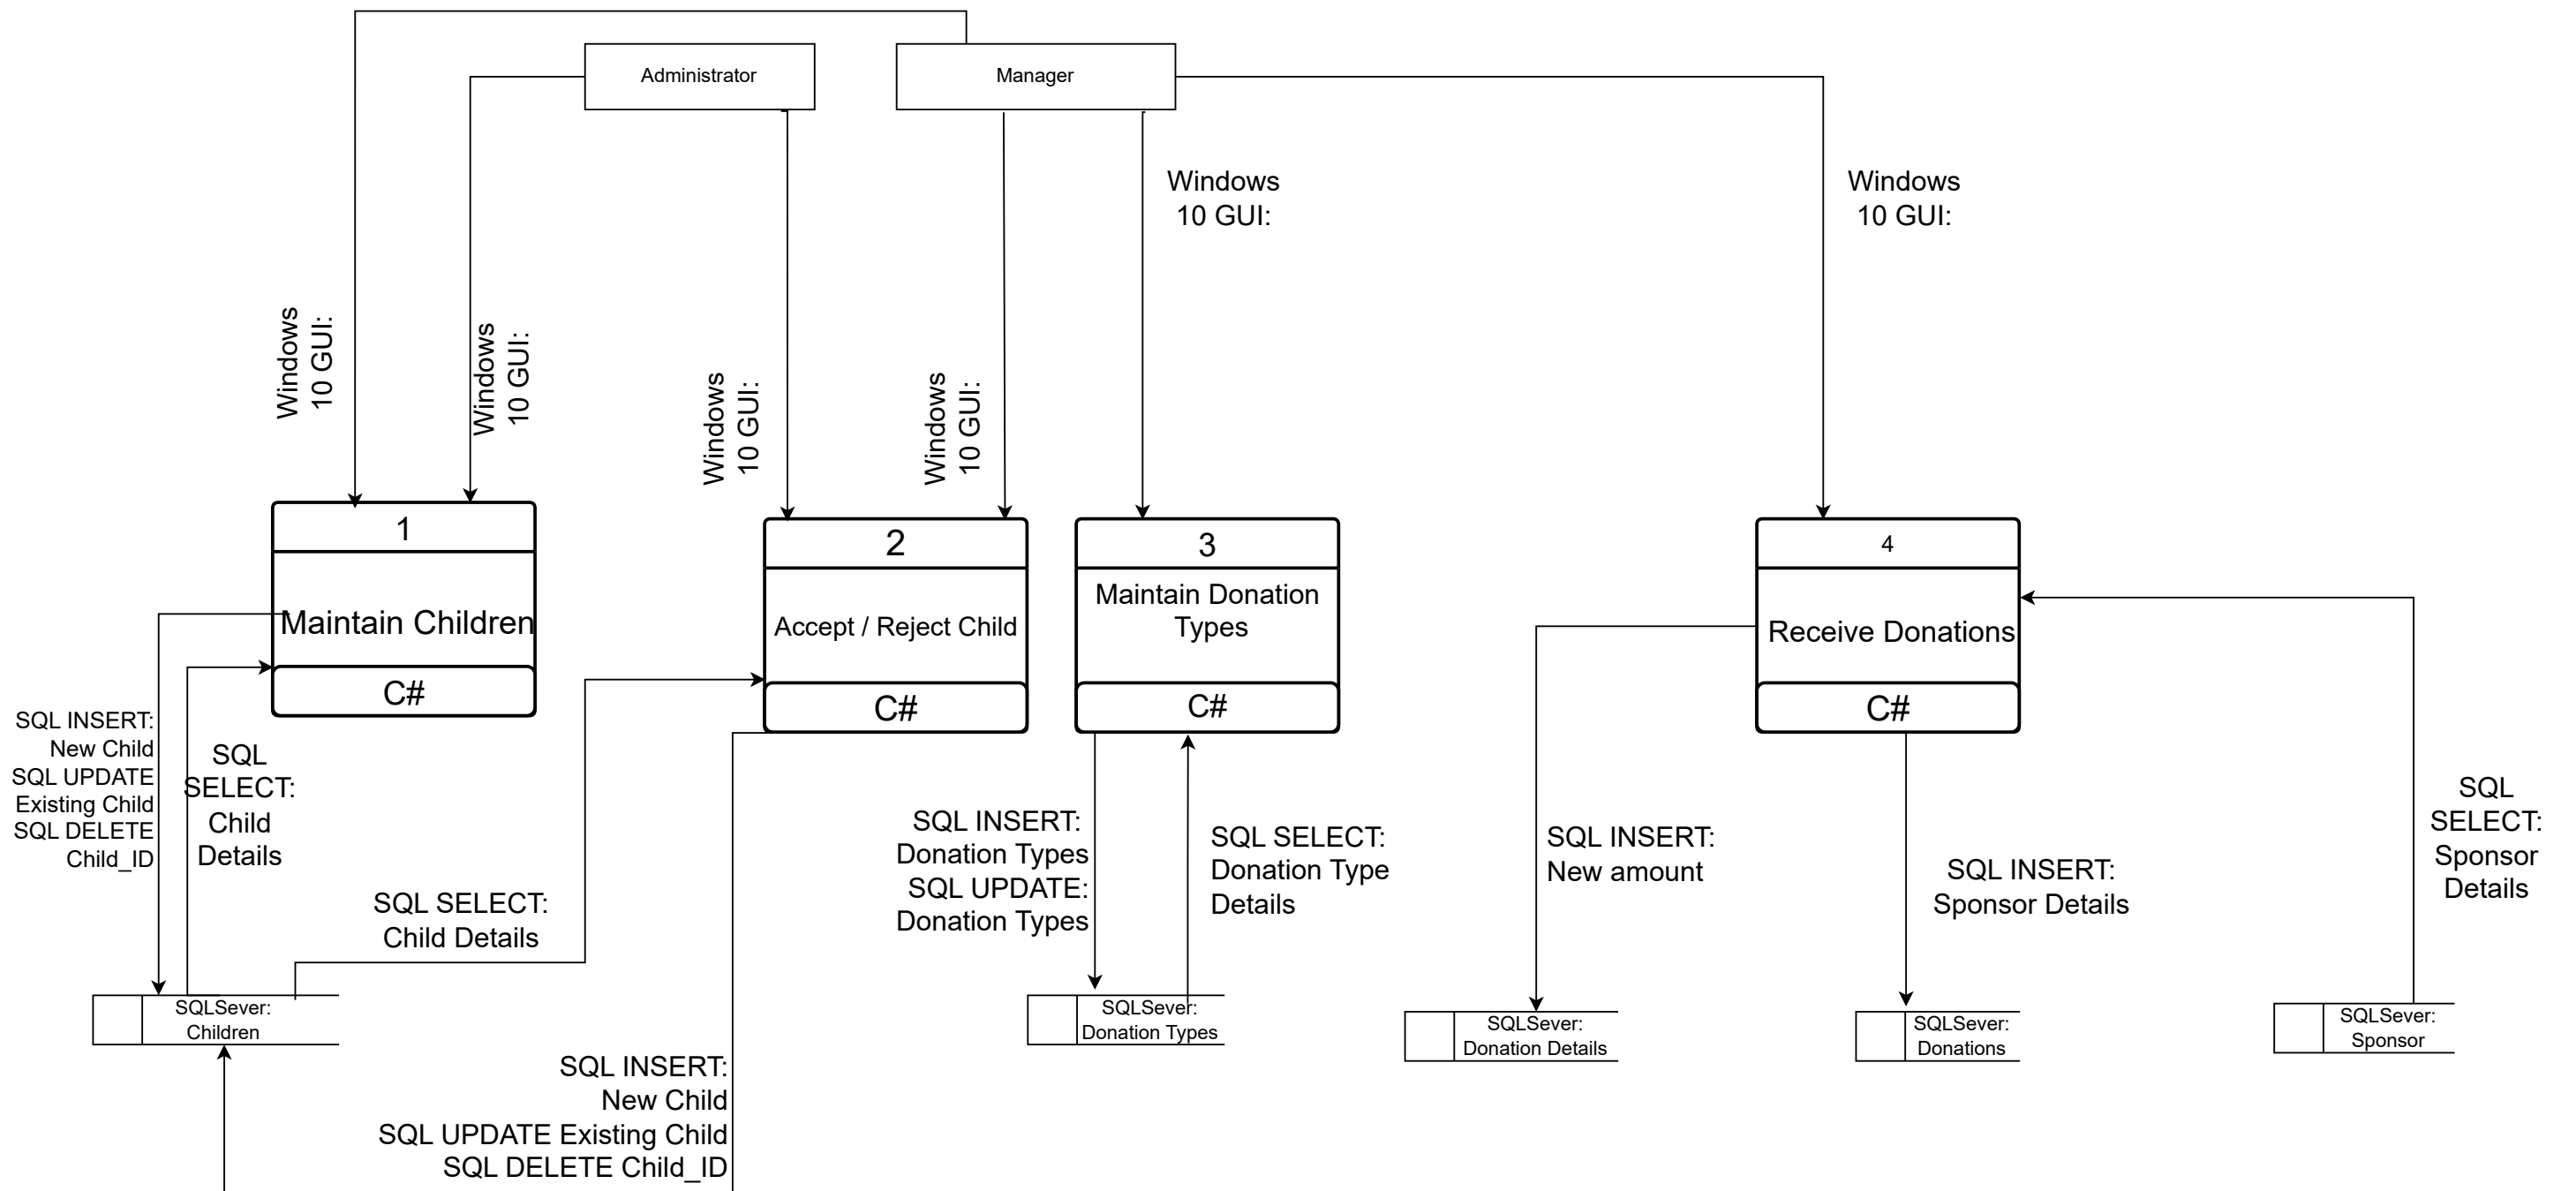 Administrator
Manager
Windows
10 GUI:
Windows
10 GUI:
Windows
10 GUI:
Windows
10 GUI:
Windows
10 GUI:
Windows
10 GUI:
1
Maintain Children
C#
2
Accept / Reject Child
C#
3
Maintain Donation
Types
C#
4
Receive Donations
C#
SQL INSERT:
New Child
SQL UPDATE
Existing Child
SQL DELETE
Child_ID
SQL
SELECT:
Child
Details
SQL SELECT:
Child Details
SQL INSERT:
Donation Types
SQL UPDATE:
Donation Types
SQL SELECT:
Donation Type
Details
SQL INSERT:
New amount
SQL INSERT:
Sponsor Details
SQL
SELECT:
Sponsor
Details
SQLSever:
Children
SQLSever:
Donation Types
SQLSever:
Donation Details
SQLSever:
Donations
SQLSever:
Sponsor
SQL INSERT:
New Child
SQL UPDATE Existing Child
SQL DELETE Child_ID